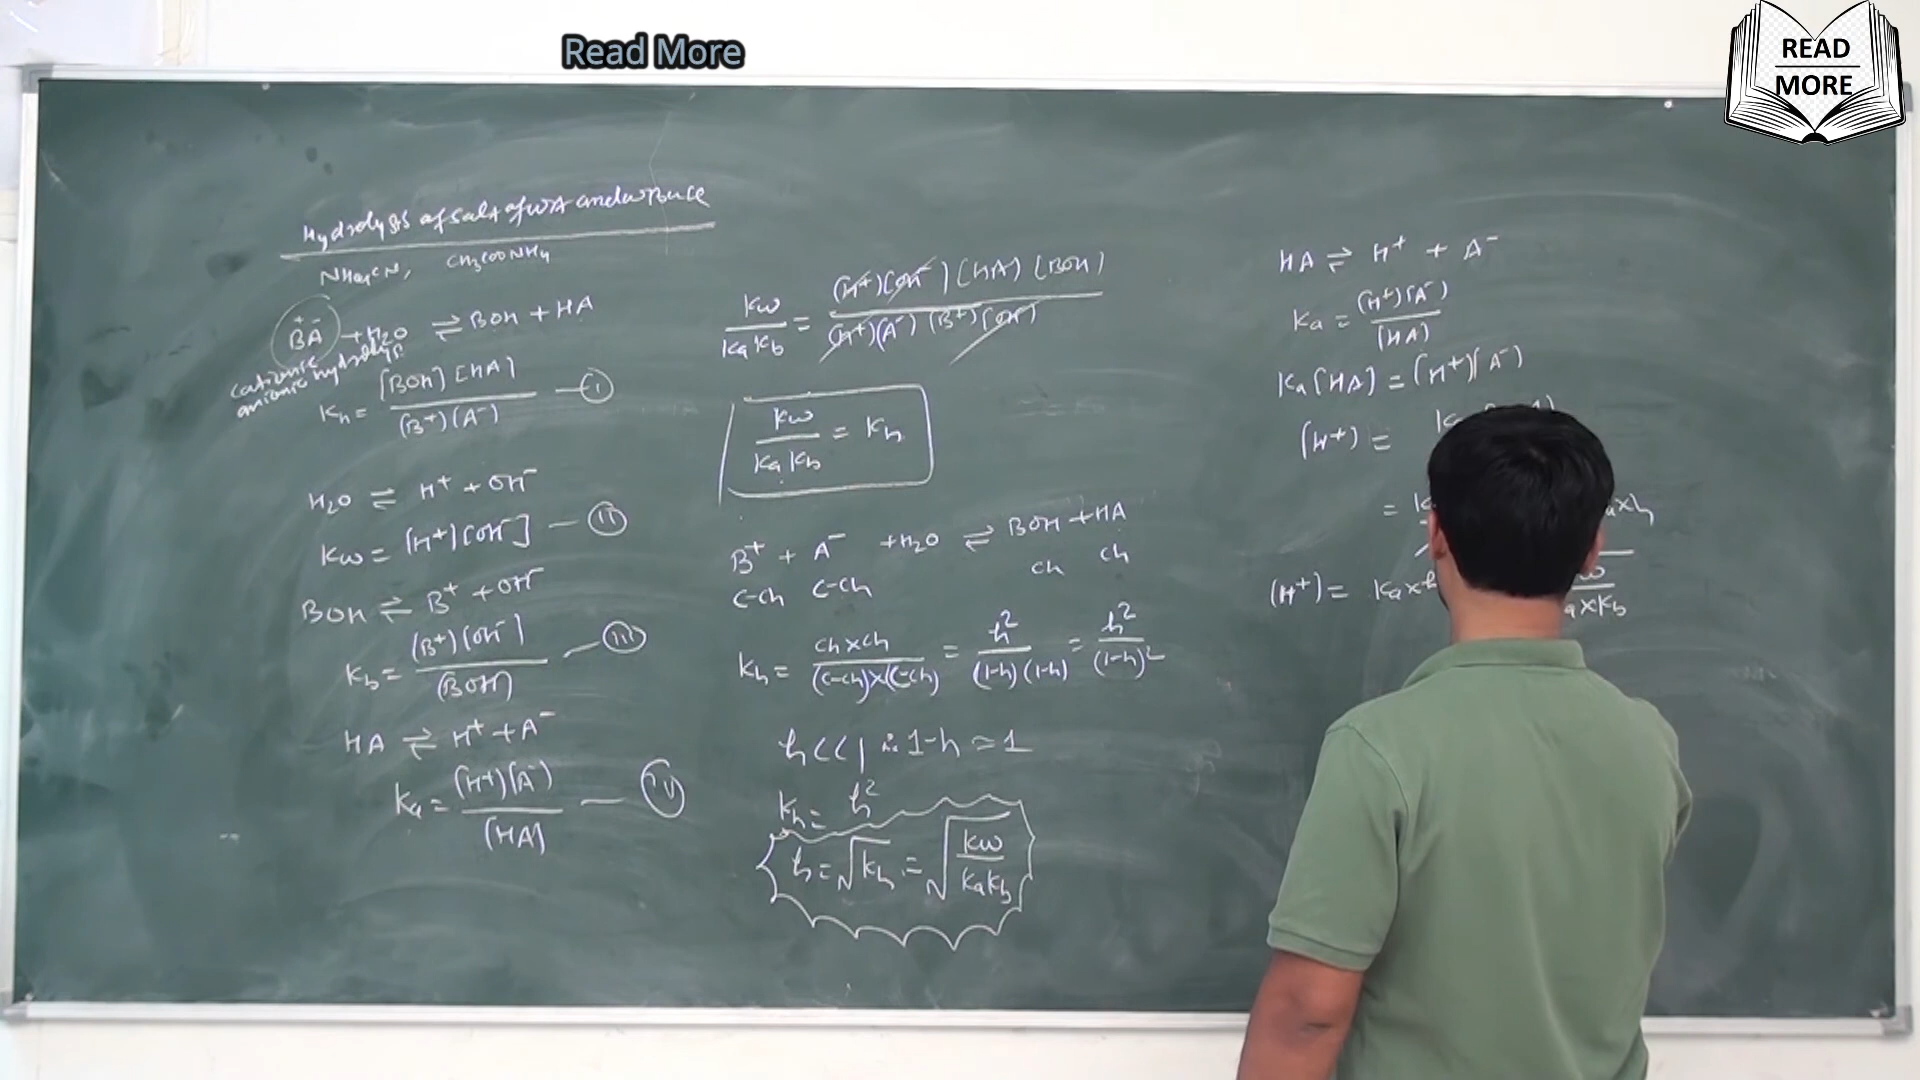 Read More
READ
MORE
Hydrolysis of salt of WA and WBase
NH4CN, CH3COONH4
B⁺A⁻ + H2O ⇌ BOH + HA
cationic
anionic hydrolysis
Kh = [BOH] [HA] / (B⁺)(A⁻) — (i)
H2O ⇌ H⁺ + OH⁻
Kw = [H⁺][OH⁻] — (ii)
BOH ⇌ B⁺ + OH⁻
Kb = (B⁺)(OH⁻) / (BOH) — (iii)
HA ⇌ H⁺ + A⁻
Ka = (H⁺)(A⁻) / (HA) — (iv)
Kw / Ka Kb = (H⁺)(OH⁻) (HA) (BOH) / (H⁺)(A⁻) (B⁺)(OH⁻)
Kw / Ka Kb = Kh
B⁺ + A⁻ + H2O ⇌ BOH + HA
C-Ch C-Ch Ch Ch
Kh = Ch × Ch / (C-Ch)×(C-Ch) = h² / (1-h)(1-h) = h² / (1-h)²
h << 1 ∴ 1-h = 1
Kh = h²
h = √Kh = √(Kw / Ka Kb)
HA ⇌ H⁺ + A⁻
Ka = (H⁺)(A⁻) / (HA)
Ka [HA] = (H⁺)(A⁻)
(H⁺) =
=
(H⁺) = Ka ×